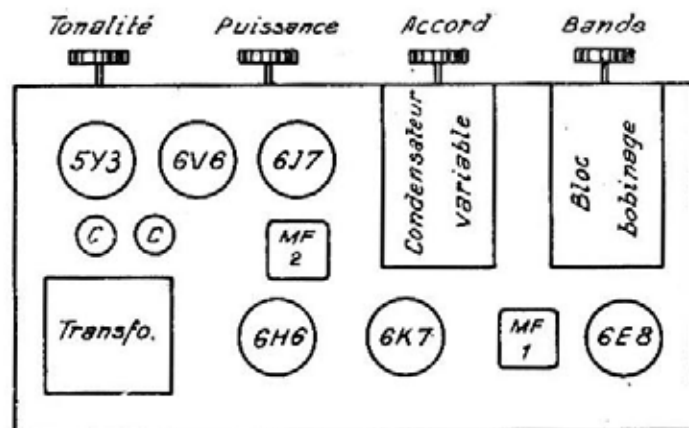 Tonalité
Puissance
Accord
Bande
5Y3
6V6
6J7
Condensateur
variable
Bloc
bobinage
C
C
MF
2
Transfo.
6H6
6K7
MF
1
6E8